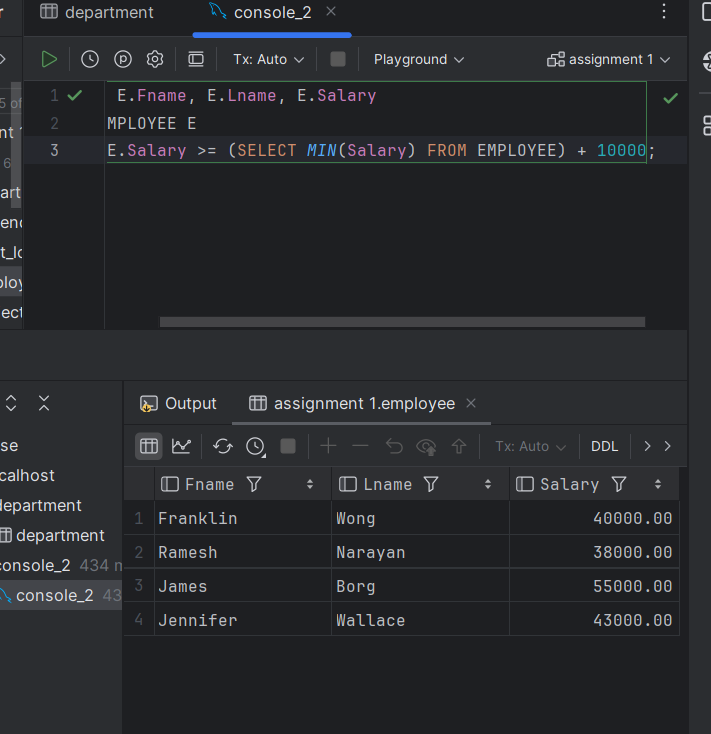 department
console_2
Tx: Auto
Playground
assignment 1
1 E.Fname, E.Lname, E.Salary
2 MPLOYEE E
3 E.Salary >= (SELECT MIN(Salary) FROM EMPLOYEE) + 10000;
5 of
nt
6
art
end
t_lo
ploy
ect
Output
assignment 1.employee
Tx: Auto
DDL
se
calhost
department
department
console_2 434 m
console_2 43
Fname Lname Salary
1 Franklin Wong 40000.00
2 Ramesh Narayan 38000.00
3 James Borg 55000.00
4 Jennifer Wallace 43000.00